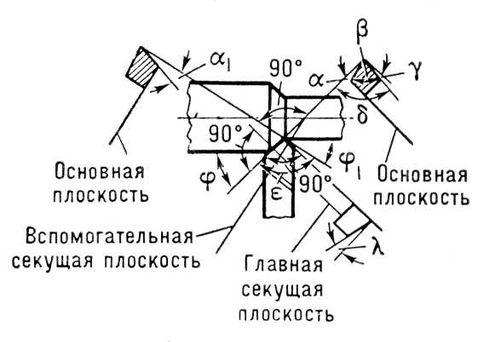 α₁
90°
β
α
γ
δ
90°
φ
ε
90°
φ₁
Основная
плоскость
Основная
плоскость
Вспомогательная
секущая плоскость
Главная
секущая
плоскость
λ